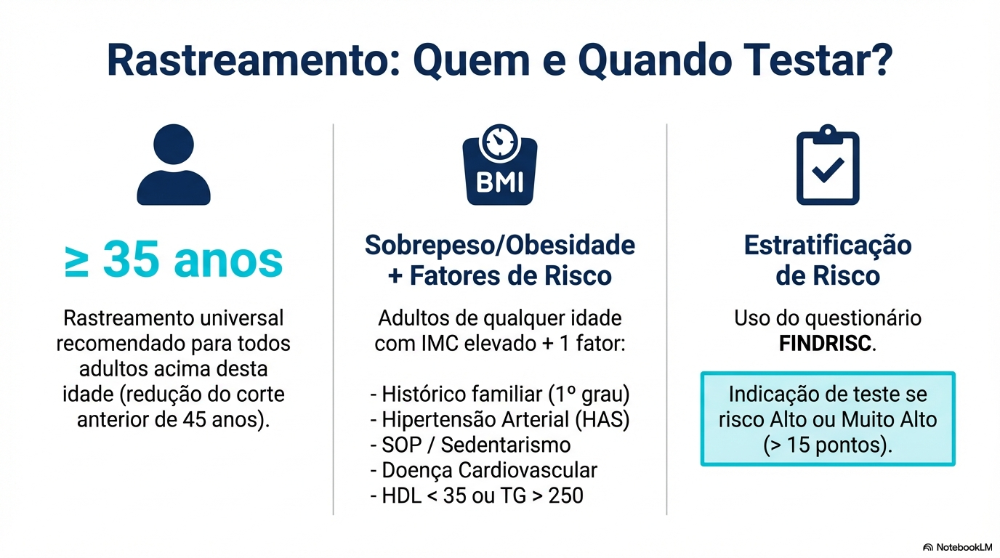 Rastreamento: Quem e Quando Testar?
≥ 35 anos
Rastreamento universal
recomendado para todos
adultos acima desta
idade (redução do corte
anterior de 45 anos).
BMI
Sobrepeso/Obesidade
+ Fatores de Risco
Adultos de qualquer idade
com IMC elevado + 1 fator:
- Histórico familiar (1º grau)
- Hipertensão Arterial (HAS)
- SOP / Sedentarismo
- Doença Cardiovascular
- HDL < 35 ou TG > 250
Estratificação
de Risco
Uso do questionário
FINDRISC.
Indicação de teste se
risco Alto ou Muito Alto
(> 15 pontos).
NotebookLM